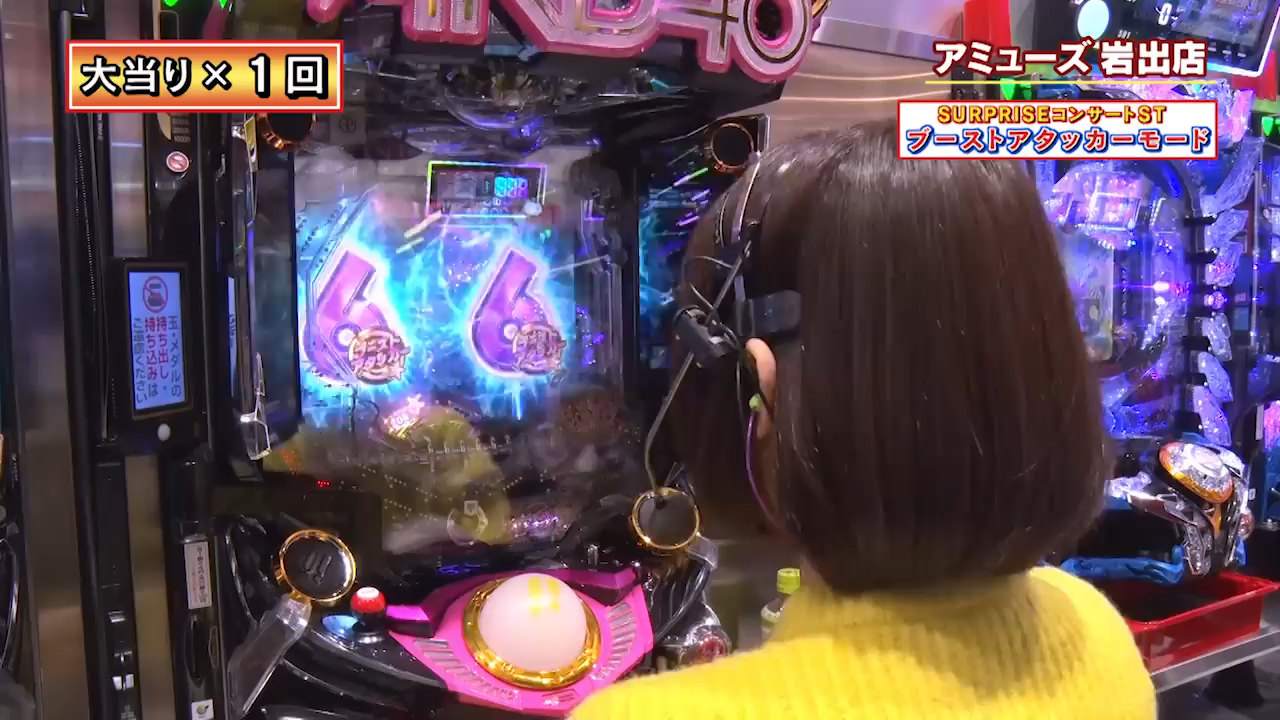 大当り×1回
アミューズ 岩出店
SURPRISEコンサートST
ブーストアタッカーモード
玉・メダルの
持ち出し・
持ち込みは
ご遠慮ください
6 6